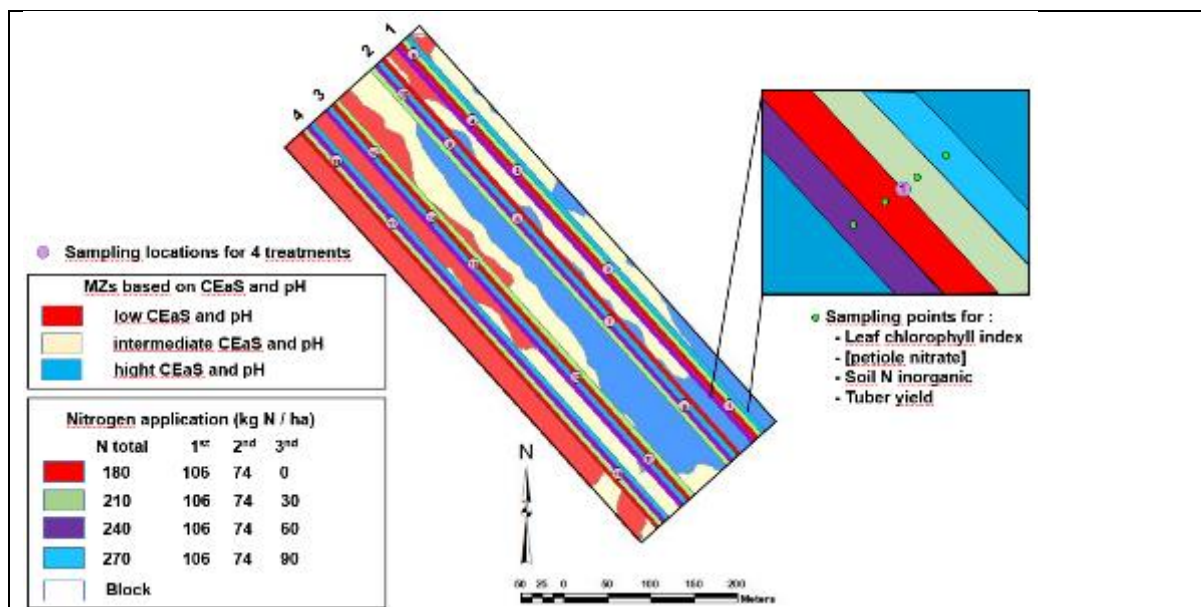 1
2
3
4
Sampling locations for 4 treatments
MZs based on CEaS and pH
low CEaS and pH
intermediate CEaS and pH
hight CEaS and pH
Nitrogen application (kg N / ha)
N total 1st 2nd 3nd
180 106 74 0
210 106 74 30
240 106 74 60
270 106 74 90
Block
Sampling points for :
- Leaf chlorophyll index
- [petiole nitrate]
- Soil N inorganic
- Tuber yield
N
50 25 0 50 100 150 200
Meters